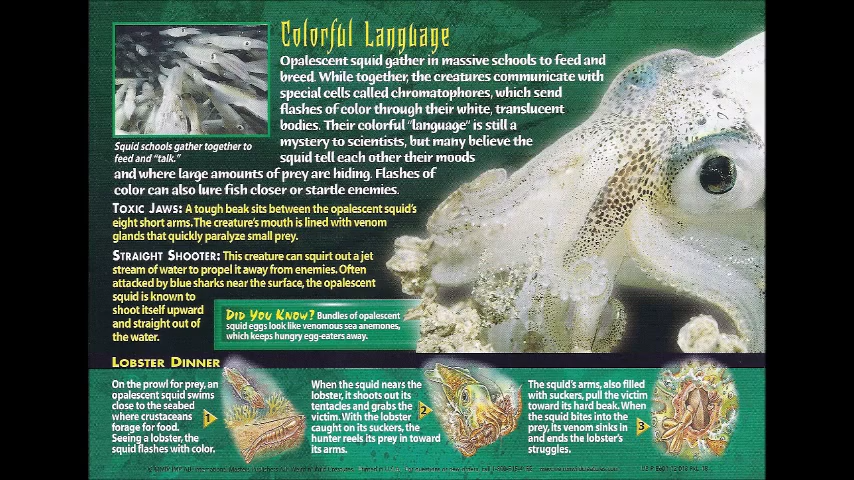 Colorful Language
Opalescent squid gather in massive schools to feed and
breed. While together, the creatures communicate with
special cells called chromatophores, which send
flashes of color through their white, translucent
bodies. Their colorful "language" is still a
mystery to scientists, but many believe the
squid tell each other their moods
and where large amounts of prey are hiding. Flashes of
color can also lure fish closer or startle enemies.
Squid schools gather together to
feed and "talk."
TOXIC JAWS: A tough beak sits between the opalescent squid's
eight short arms. The creature's mouth is lined with venom
glands that quickly paralyze small prey.
STRAIGHT SHOOTER: This creature can squirt out a jet
stream of water to propel it away from enemies. Often
attacked by blue sharks near the surface, the opalescent
squid is known to
shoot itself upward
and straight out of
the water.
DID YOU KNOW? Bundles of opalescent
squid eggs look like venomous sea anemones,
which keeps hungry egg-eaters away.
LOBSTER DINNER
On the prowl for prey, an
opalescent squid swims
close to the seabed
where crustaceans
forage for food.
Seeing a lobster, the
squid flashes with color.
1
When the squid nears the
lobster, it shoots out its
tentacles and grabs the
victim. With the lobster
caught on its suckers, the
hunter reels its prey in toward
its arms.
2
The squid's arms, also filled
with suckers, pull the victim
toward its hard beak. When
the squid bites into the
prey, its venom sinks in
and ends the lobster's
struggles.
3